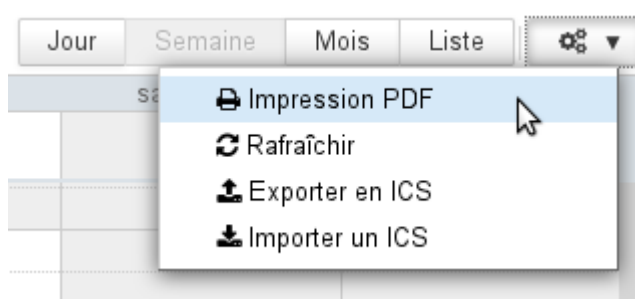 Jour Semaine Mois Liste
Impression PDF
Rafraîchir
Exporter en ICS
Importer un ICS